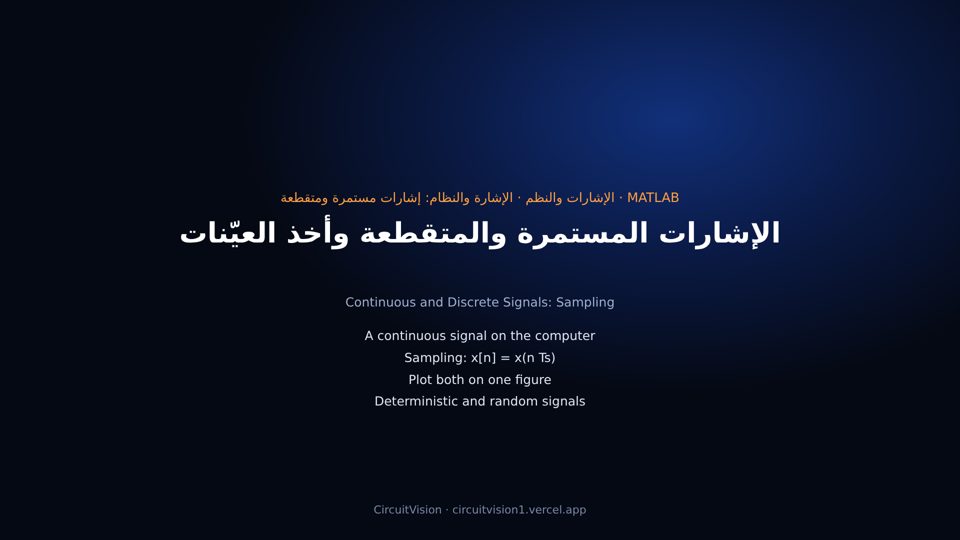 MATLAB · الإشارات والنظم · الإشارة والنظام: إشارات مستمرة ومتقطعة
الإشارات المستمرة والمتقطعة وأخذ العيّنات
Continuous and Discrete Signals: Sampling
A continuous signal on the computer
Sampling: x[n] = x(n Ts)
Plot both on one figure
Deterministic and random signals
CircuitVision · circuitvision1.vercel.app